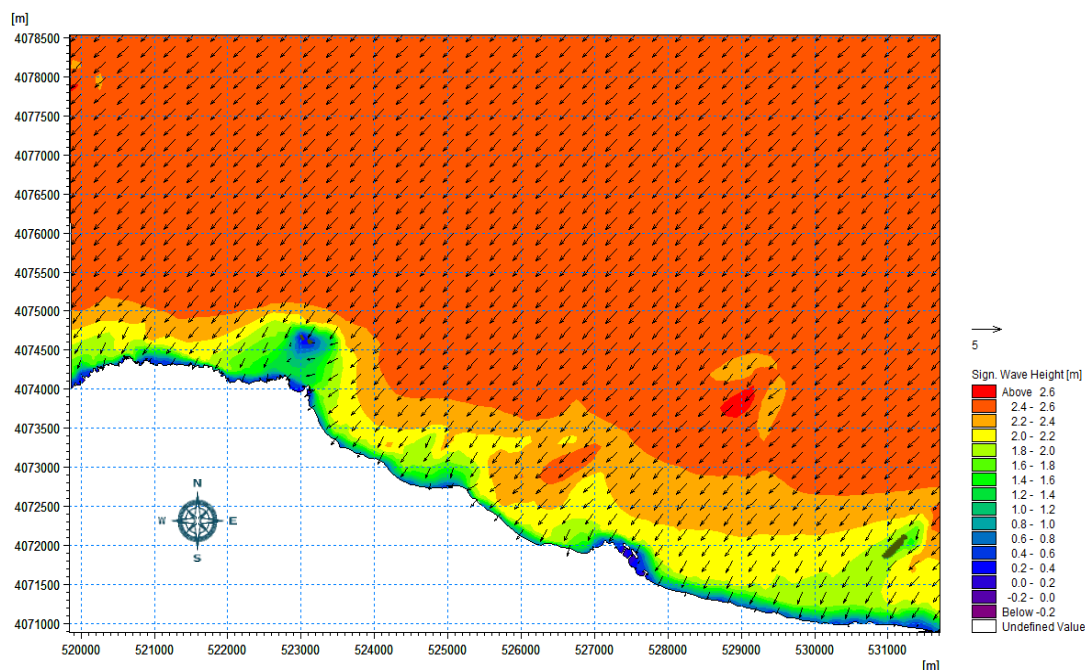 [m]
4078500
4078000
4077500
4077000
4076500
4076000
4075500
4075000
4074500
4074000
4073500
4073000
4072500
4072000
4071500
4071000
N
W E
S
520000 521000 522000 523000 524000 525000 526000 527000 528000 529000 530000 531000
[m]
5
Sign. Wave Height [m]
Above 2.6
2.4 - 2.6
2.2 - 2.4
2.0 - 2.2
1.8 - 2.0
1.6 - 1.8
1.4 - 1.6
1.2 - 1.4
1.0 - 1.2
0.8 - 1.0
0.6 - 0.8
0.4 - 0.6
0.2 - 0.4
0.0 - 0.2
-0.2 - 0.0
Below -0.2
Undefined Value